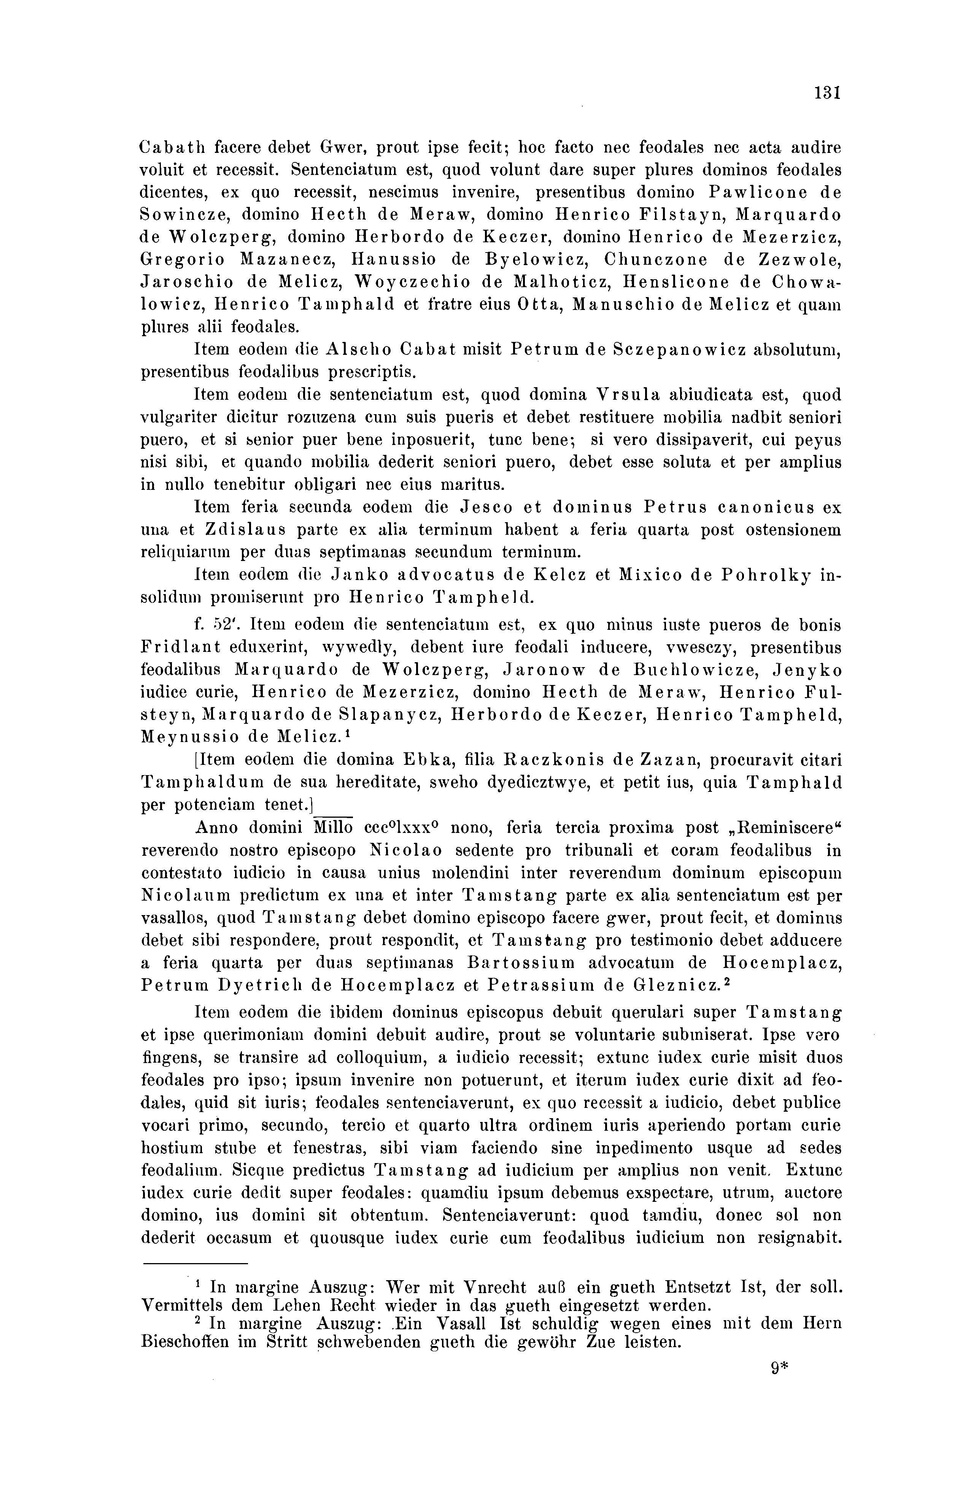 131
Cabath facere debet Gwer, prout ipse fecit; hoc facto nec feodales nec acta audire
voluit et recessit. Sentenciatum est, quod volunt dare super plures dominos feodales
dicentes, ex quo recessit, nescimus invenire, presentibus domino Pawlicone de
Sowincze, domino Hecth de Meraw, domino Henrico Filstayn, Marquardo
de Wolczperg, domino Herbordo de Keczer, domino Henrico de Mezerzicz,
Gregorio Mazanecz, Hanussio de Byelowicz, Chunczone de Zezwole,
Jaroschio de Melicz, Woyczechio de Malhoticz, Henslicone de Chowa-
lowicz, Henrico Tamphald et fratre eius Otta, Manuschio de Melicz et quam
plures alii feodales.
Item eodem die Alscho Cabat misit Petrum de Sczepanowicz absolutum,
presentibus feodalibus prescriptis.
Item eodem die sentenciatum est, quod domina Vrsula abiudicata est, quod
vulgariter dicitur rozuzena cum suis pueris et debet restituere mobilia nadbit seniori
puero, et si senior puer bene inposuerit, tunc bene; si vero dissipaverit, cui peyus
nisi sibi, et quando mobilia dederit seniori puero, debet esse soluta et per amplius
in nullo tenebitur obligari nec eius maritus.
Item feria secunda eodem die Jesco et dominus Petrus canonicus ex
una et Zdislaus parte ex alia terminum habent a feria quarta post ostensionem
reliquiarum per duas septimanas secundum terminum.
Item eodem die Janko advocatus de Kelcz et Mixico de Pohrolky in-
solidum promiserunt pro Henrico Tampheld.
f. 52'. Item eodem die sentenciatum est, ex quo minus iuste pueros de bonis
Fridlant eduxerint, wywedly, debent iure feodali inducere, vwesczy, presentibus
feodalibus Marquardo de Wolczperg, Jaronow de Buchlowicze, Jenyko
iudice curie, Henrico de Mezerzicz, domino Hecth de Meraw, Henrico Ful-
steyn, Marquardo de Slapanycz, Herbordo de Keczer, Henrico Tampheld,
Meynussio de Melicz.¹
[Item eodem die domina Ebka, filia Raczkonis de Zazan, procuravit citari
Tamphaldum de sua hereditate, sweho dyedicztwye, et petit ius, quia Tamphald
per potenciam tenet.]
Anno domini Millo cccºlxxxº nono, feria tercia proxima post „Reminiscere“
reverendo nostro episcopo Nicolao sedente pro tribunali et coram feodalibus in
contestato iudicio in causa unius molendini inter reverendum dominum episcopum
Nicolaum predictum ex una et inter Tamstang parte ex alia sentenciatum est per
vasallos, quod Tamstang debet domino episcopo facere gwer, prout fecit, et dominus
debet sibi respondere, prout respondit, et Tamstang pro testimonio debet adducere
a feria quarta per duas septimanas Bartossium advocatum de Hocemplacz,
Petrum Dyetrich de Hocemplacz et Petrassium de Gleznicz.²
Item eodem die ibidem dominus episcopus debuit querulari super Tamstang
et ipse querimoniam domini debuit audire, prout se voluntarie submiserat. Ipse vero
fingens, se transire ad colloquium, a iudicio recessit; extunc iudex curie misit duos
feodales pro ipso; ipsum invenire non potuerunt, et iterum iudex curie dixit ad feo-
dales, quid sit iuris; feodales sentenciaverunt, ex quo recessit a iudicio, debet publice
vocari primo, secundo, tercio et quarto ultra ordinem iuris aperiendo portam curie
hostium stube et fenestras, sibi viam faciendo sine inpedimento usque ad sedes
feodalium. Sicque predictus Tamstang ad iudicium per amplius non venit. Extunc
iudex curie dedit super feodales: quamdiu ipsum debemus exspectare, utrum, auctore
domino, ius domini sit obtentum. Sentenciaverunt: quod tamdiu, donec sol non
dederit occasum et quousque iudex curie cum feodalibus iudicium non resignabit.
¹ In margine Auszug: Wer mit Vnrecht auß ein gueth Entsetzt Ist, der soll.
Vermittels dem Lehen Recht wieder in das gueth eingesetzt werden.
² In margine Auszug: Ein Vasall Ist schuldig wegen eines mit dem Hern
Bieschoffen im Stritt schwebenden gueth die gewöhr Zue leisten.
9*